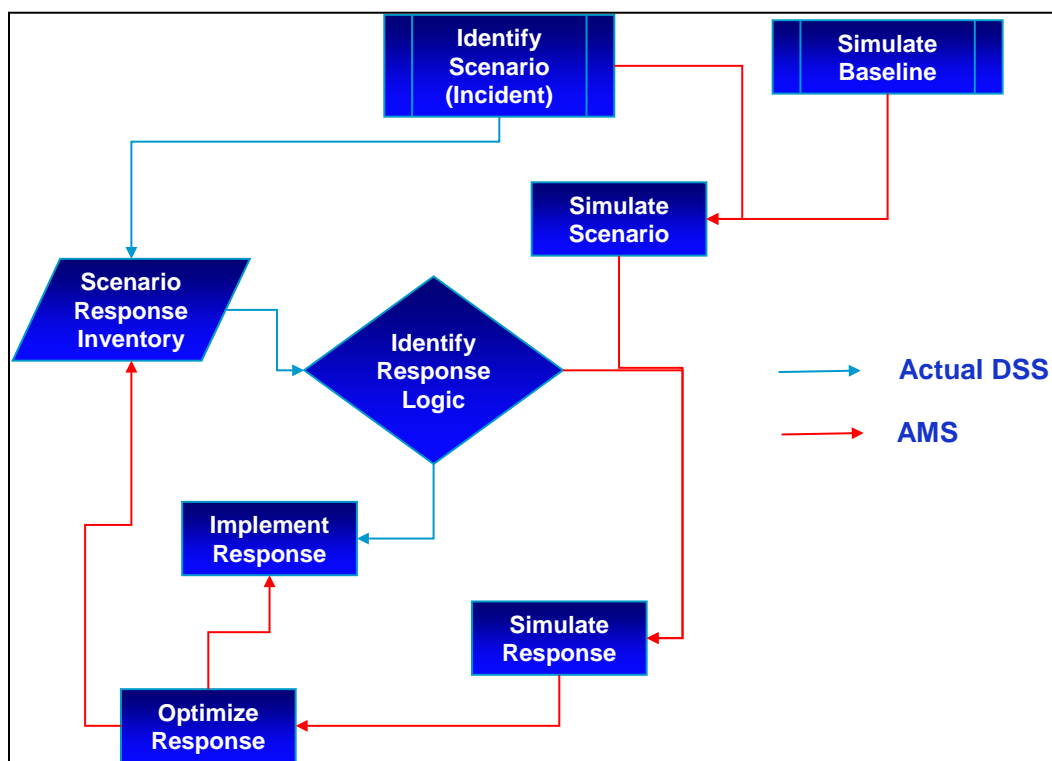 Identify
Scenario
(Incident)
Simulate
Baseline
Simulate
Scenario
Scenario
Response
Inventory
Identify
Response
Logic
Actual DSS
AMS
Implement
Response
Simulate
Response
Optimize
Response